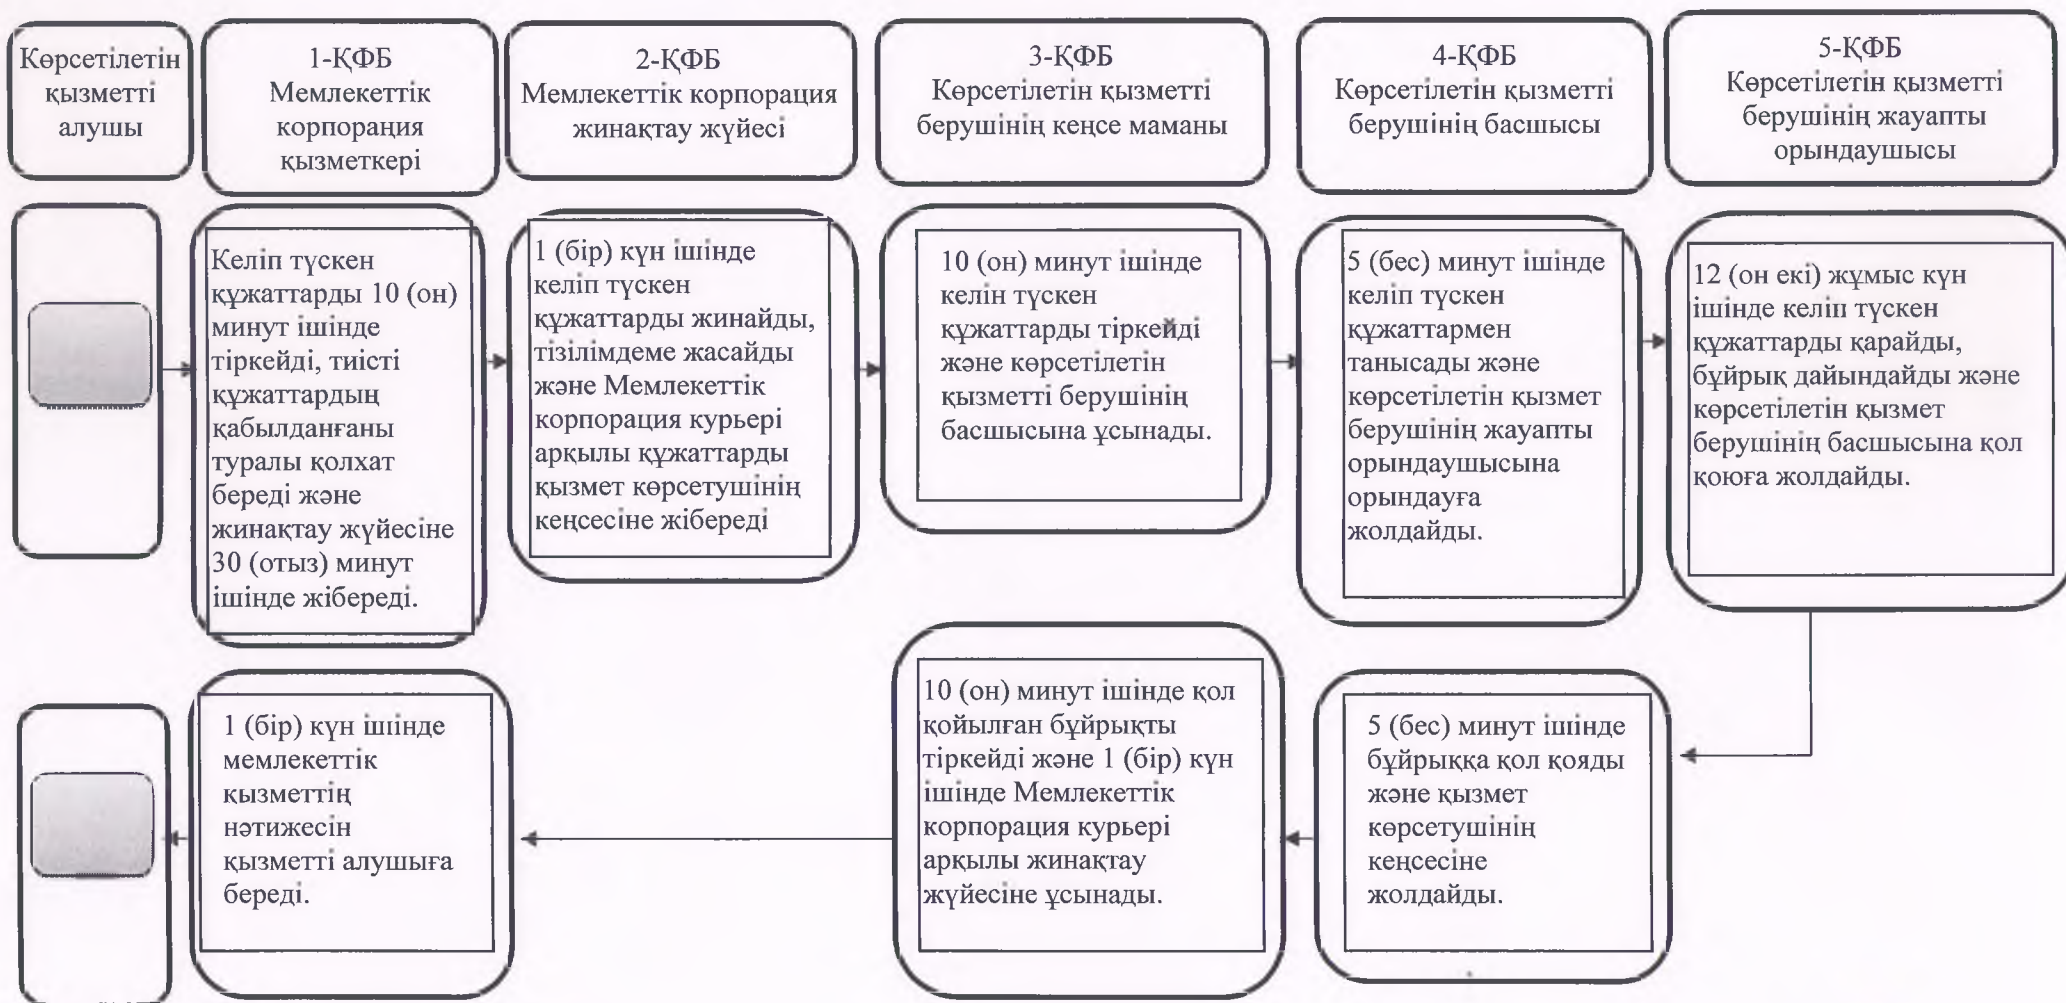 Көрсетілетін
қызметті
алушы
1-ҚФБ
Мемлекеттік
корпорация
қызметкері
2-ҚФБ
Мемлекеттік корпорация
жинақтау жүйесі
3-ҚФБ
Көрсетілетін қызметті
берушінің кеңсе маманы
4-ҚФБ
Көрсетілетін қызметті
берушінің басшысы
5-ҚФБ
Көрсетілетін қызметті
берушінің жауапты
орындаушысы
Келіп түскен
құжаттарды 10 (он)
минут ішінде
тіркейді, тиісті
құжаттардың
қабылданғаны
туралы қолхат
береді және
жинақтау жүйесіне
30 (отыз) минут
ішінде жібереді.
1 (бір) күн ішінде
келіп түскен
құжаттарды жинайды,
тізілімдеме жасайды
және Мемлекеттік
корпорация курьері
арқылы құжаттарды
қызмет көрсетушінің
кеңсесіне жібереді
10 (он) минут ішінде
келін түскен
құжаттарды тіркейді
және көрсетілетін
қызметті берушінің
басшысына ұсынады.
5 (бес) минут ішінде
келіп түскен
құжаттармен
танысады және
көрсетілетін қызмет
берушінің жауапты
орындаушысына
орындауға
жолдайды.
12 (он екі) жұмыс күн
ішінде келіп түскен
құжаттарды қарайды,
бұйрық дайындайды және
көрсетілетін қызмет
берушінің басшысына қол
қоюға жолдайды.
1 (бір) күн ішінде
мемлекеттік
қызметтің
нәтижесін
қызметті алушыға
береді.
10 (он) минут ішінде қол
қойылған бұйрықты
тіркейді және 1 (бір) күн
ішінде Мемлекеттік
корпорация курьері
арқылы жинақтау
жүйесіне ұсынады.
5 (бес) минут ішінде
бұйрыққа қол қояды
және қызмет
көрсетушінің
кеңсесіне
жолдайды.